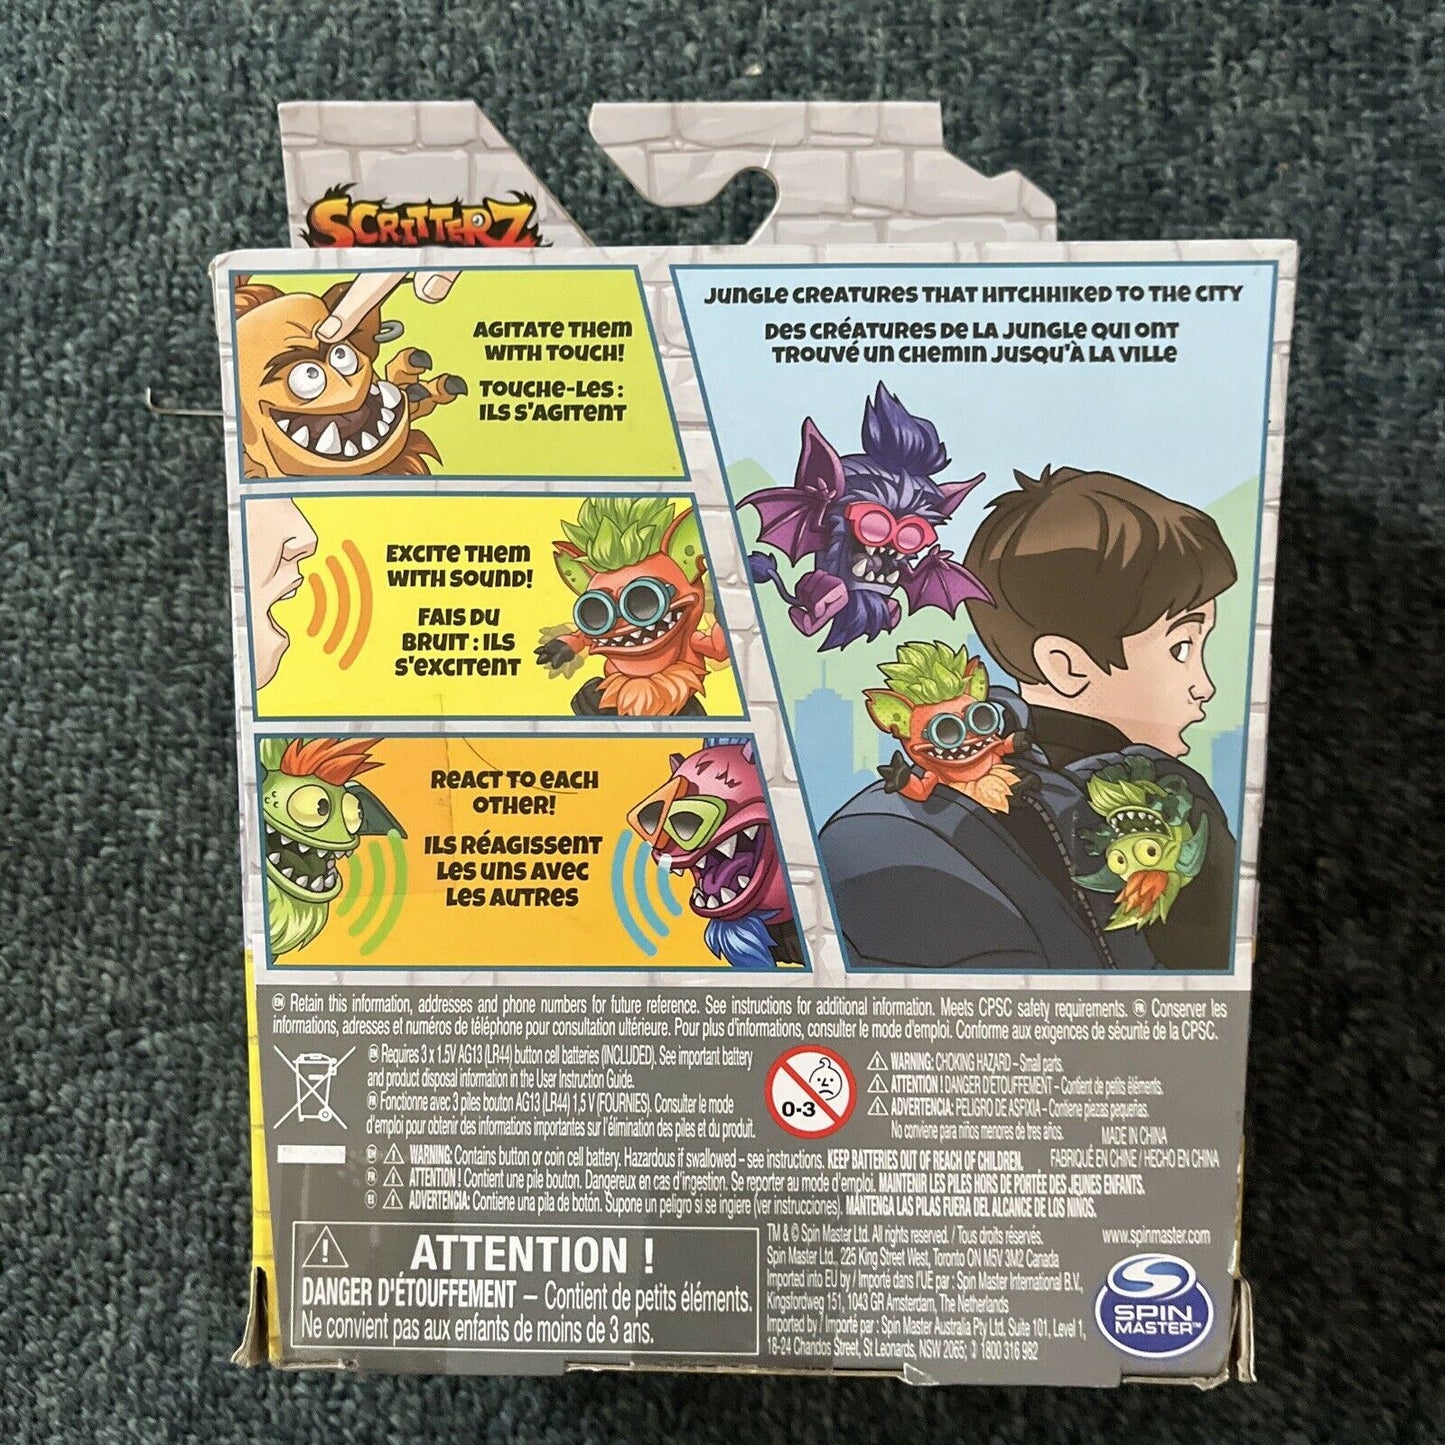 SCRITTERZ
AGITATE THEM
WITH TOUCH!
TOUCHE-LES :
ILS S'AGITENT
EXCITE THEM
WITH SOUND!
FAIS DU
BRUIT : ILS
S'EXCITENT
REACT TO EACH
OTHER!
ILS RÉAGISSENT
LES UNS AVEC
LES AUTRES
JUNGLE CREATURES THAT HITCHHIKED TO THE CITY
DES CRÉATURES DE LA JUNGLE QUI ONT
TROUVÉ UN CHEMIN JUSQU'À LA VILLE
EN Retain this information, addresses and phone numbers for future reference. See instructions for additional information. Meets CPSC safety requirements. FR Conserver les
informations, adresses et numéros de téléphone pour consultation ultérieure. Pour plus d'informations, consulter le mode d'emploi. Conforme aux exigences de sécurité de la CPSC.
EN Requires 3 x 1.5V AG13 (LR44) button cell batteries (INCLUDED). See important battery
and product disposal information in the User Instruction Guide.
FR Fonctionne avec 3 piles bouton AG13 (LR44) 1,5 V (FOURNIES). Consulter le mode
d'emploi pour obtenir des informations importantes sur l'élimination des piles et du produit.
0-3
WARNING: CHOKING HAZARD – Small parts.
ATTENTION ! DANGER D'ÉTOUFFEMENT – Contient de petits éléments.
ADVERTENCIA: PELIGRO DE ASFIXIA – Contiene piezas pequeñas.
No conviene para niños menores de tres años.
MADE IN CHINA
FABRIQUÉ EN CHINE / HECHO EN CHINA
EN WARNING: Contains button or coin cell battery. Hazardous if swallowed – see instructions. KEEP BATTERIES OUT OF REACH OF CHILDREN.
FR ATTENTION ! Contient une pile bouton. Dangereux en cas d'ingestion. Se reporter au mode d'emploi. MAINTENIR LES PILES HORS DE PORTÉE DES JEUNES ENFANTS.
ES ADVERTENCIA: Contiene una pila de botón. Supone un peligro si se ingiere (ver instrucciones). MANTENGA LAS PILAS FUERA DEL ALCANCE DE LOS NIÑOS.
ATTENTION !
DANGER D'ÉTOUFFEMENT – Contient de petits éléments.
Ne convient pas aux enfants de moins de 3 ans.
TM & © Spin Master Ltd. All rights reserved. / Tous droits réservés.
Spin Master Ltd., 225 King Street West, Toronto ON M5V 3M2 Canada
Imported into EU by / Importé dans l'UE par : Spin Master International B.V.,
Kingsfordweg 151, 1043 GR Amsterdam, The Netherlands
Imported by / Importé par : Spin Master Australia Pty Ltd. Suite 101, Level 1,
18-24 Chandos Street, St Leonards, NSW 2065; 1800 316 982
www.spinmaster.com
SPIN
MASTER™